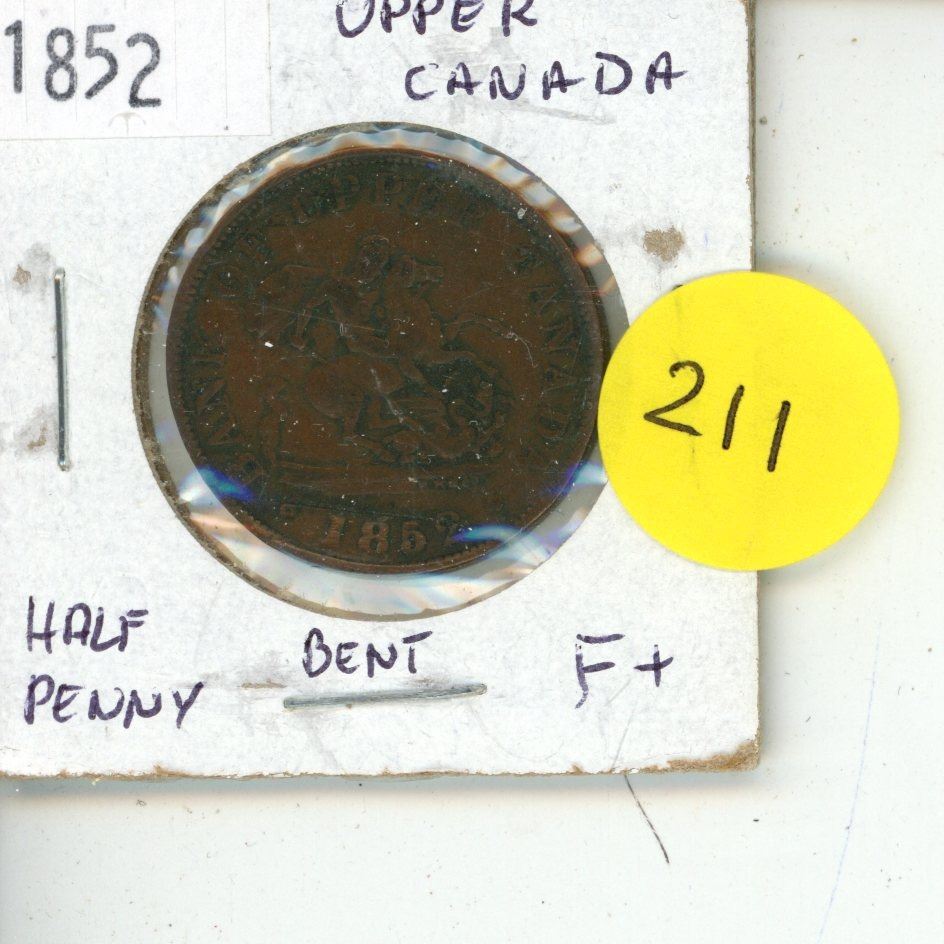 1852
UPPER
CANADA
BANK OF UPPER CANADA
1852
211
HALF
PENNY
BENT
F+